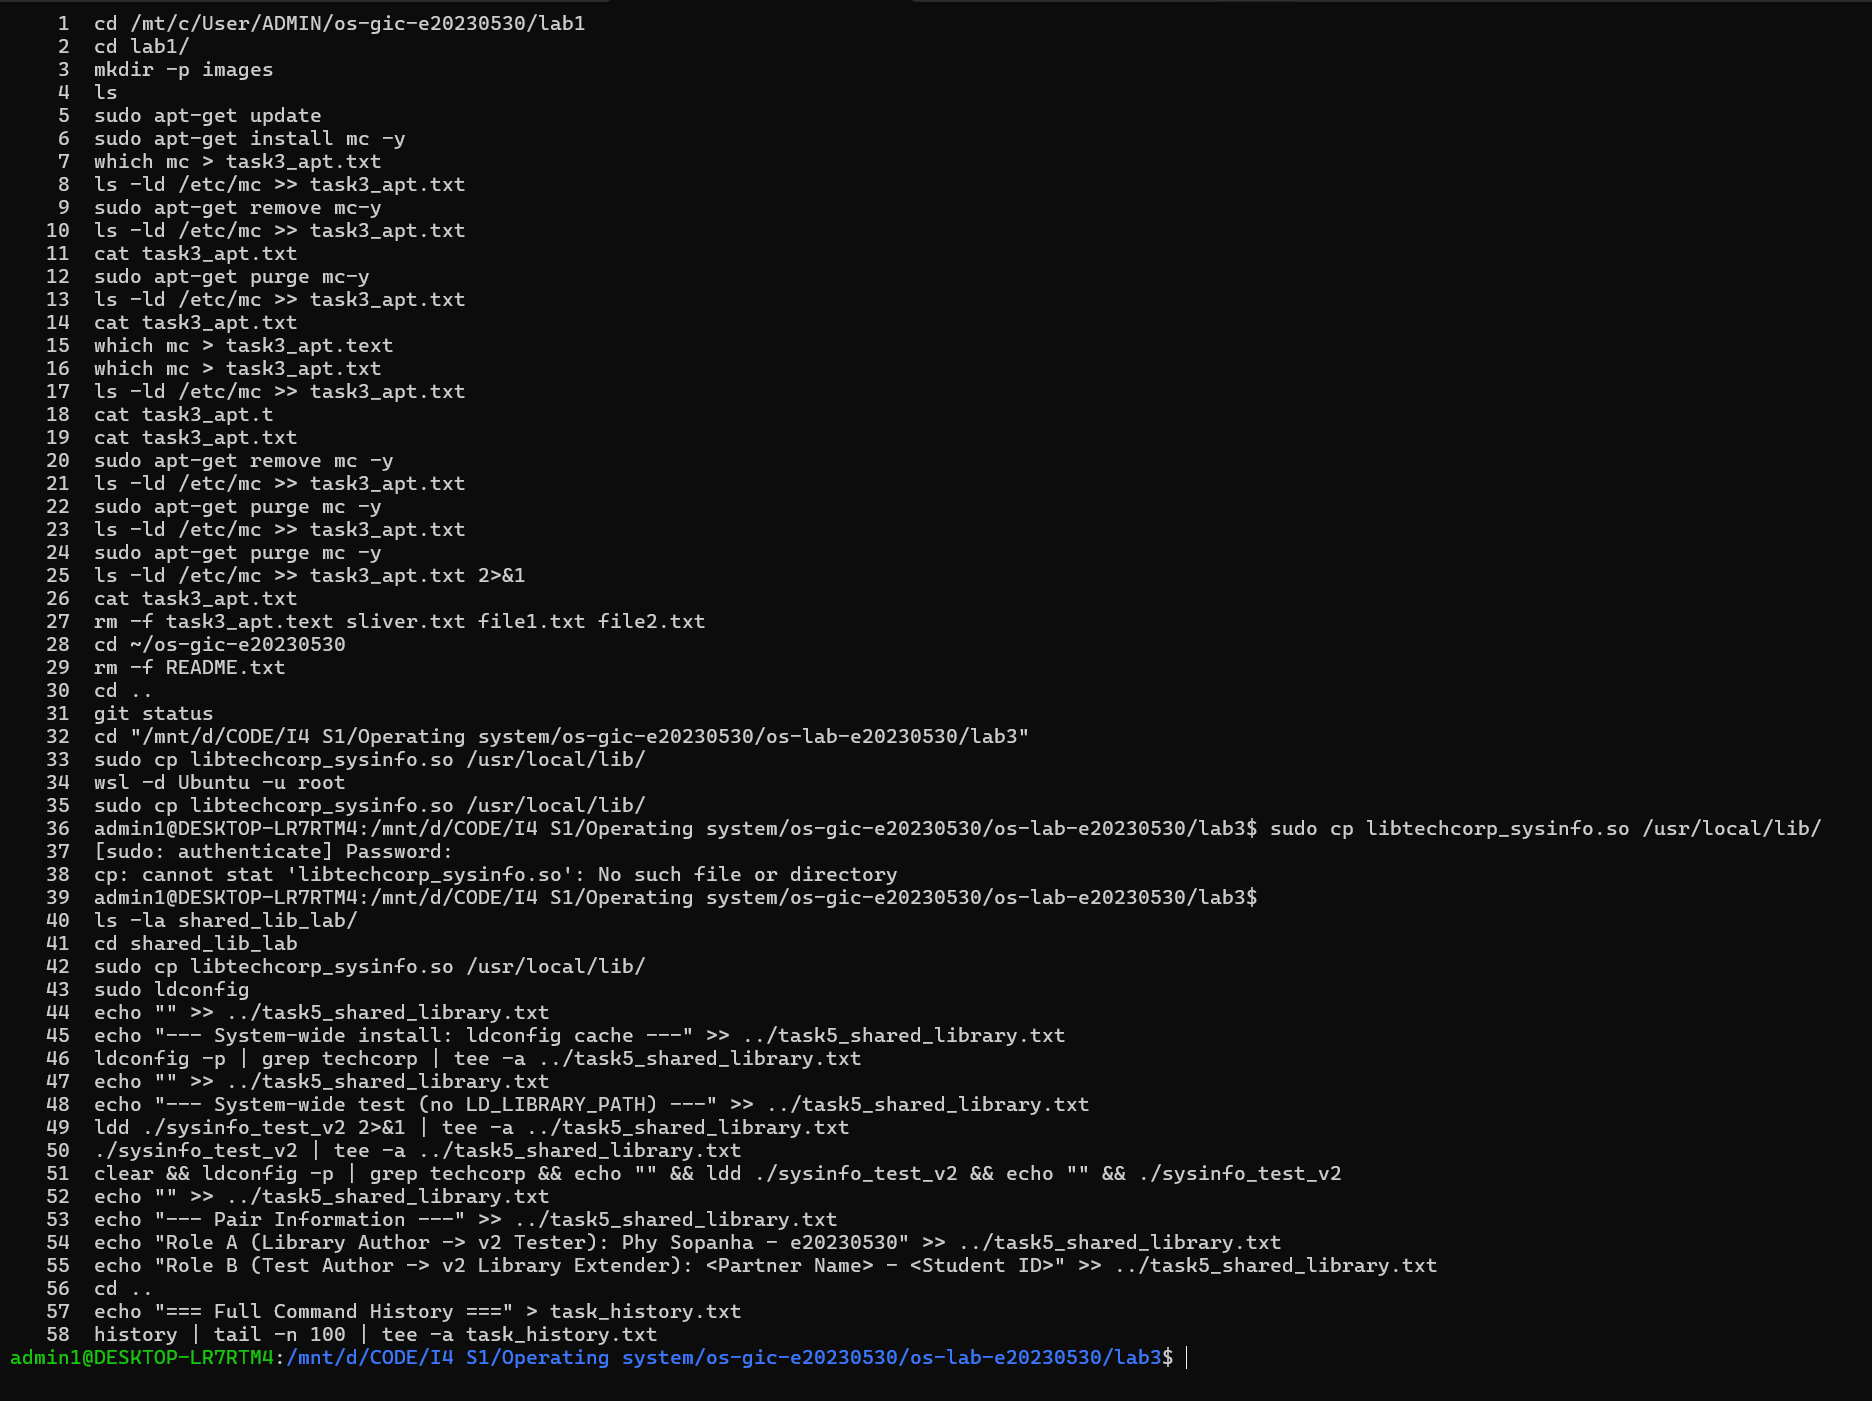 1 cd /mt/c/User/ADMIN/os-gic-e20230530/lab1
2 cd lab1/
3 mkdir -p images
4 ls
5 sudo apt-get update
6 sudo apt-get install mc -y
7 which mc > task3_apt.txt
8 ls -ld /etc/mc >> task3_apt.txt
9 sudo apt-get remove mc-y
10 ls -ld /etc/mc >> task3_apt.txt
11 cat task3_apt.txt
12 sudo apt-get purge mc-y
13 ls -ld /etc/mc >> task3_apt.txt
14 cat task3_apt.txt
15 which mc > task3_apt.text
16 which mc > task3_apt.txt
17 ls -ld /etc/mc >> task3_apt.txt
18 cat task3_apt.t
19 cat task3_apt.txt
20 sudo apt-get remove mc -y
21 ls -ld /etc/mc >> task3_apt.txt
22 sudo apt-get purge mc -y
23 ls -ld /etc/mc >> task3_apt.txt
24 sudo apt-get purge mc -y
25 ls -ld /etc/mc >> task3_apt.txt 2>&1
26 cat task3_apt.txt
27 rm -f task3_apt.text sliver.txt file1.txt file2.txt
28 cd ~/os-gic-e20230530
29 rm -f README.txt
30 cd ..
31 git status
32 cd "/mnt/d/CODE/I4 S1/Operating system/os-gic-e20230530/os-lab-e20230530/lab3"
33 sudo cp libtechcorp_sysinfo.so /usr/local/lib/
34 wsl -d Ubuntu -u root
35 sudo cp libtechcorp_sysinfo.so /usr/local/lib/
36 admin1@DESKTOP-LR7RTM4:/mnt/d/CODE/I4 S1/Operating system/os-gic-e20230530/os-lab-e20230530/lab3$ sudo cp libtechcorp_sysinfo.so /usr/local/lib/
37 [sudo: authenticate] Password:
38 cp: cannot stat 'libtechcorp_sysinfo.so': No such file or directory
39 admin1@DESKTOP-LR7RTM4:/mnt/d/CODE/I4 S1/Operating system/os-gic-e20230530/os-lab-e20230530/lab3$
40 ls -la shared_lib_lab/
41 cd shared_lib_lab
42 sudo cp libtechcorp_sysinfo.so /usr/local/lib/
43 sudo ldconfig
44 echo "" >> ../task5_shared_library.txt
45 echo "--- System-wide install: ldconfig cache ---" >> ../task5_shared_library.txt
46 ldconfig -p | grep techcorp | tee -a ../task5_shared_library.txt
47 echo "" >> ../task5_shared_library.txt
48 echo "--- System-wide test (no LD_LIBRARY_PATH) ---" >> ../task5_shared_library.txt
49 ldd ./sysinfo_test_v2 2>&1 | tee -a ../task5_shared_library.txt
50 ./sysinfo_test_v2 | tee -a ../task5_shared_library.txt
51 clear && ldconfig -p | grep techcorp && echo "" && ldd ./sysinfo_test_v2 && echo "" && ./sysinfo_test_v2
52 echo "" >> ../task5_shared_library.txt
53 echo "--- Pair Information ---" >> ../task5_shared_library.txt
54 echo "Role A (Library Author -> v2 Tester): Phy Sopanha - e20230530" >> ../task5_shared_library.txt
55 echo "Role B (Test Author -> v2 Library Extender): <Partner Name> - <Student ID>" >> ../task5_shared_library.txt
56 cd ..
57 echo "=== Full Command History ===" > task_history.txt
58 history | tail -n 100 | tee -a task_history.txt
admin1@DESKTOP-LR7RTM4:/mnt/d/CODE/I4 S1/Operating system/os-gic-e20230530/os-lab-e20230530/lab3$